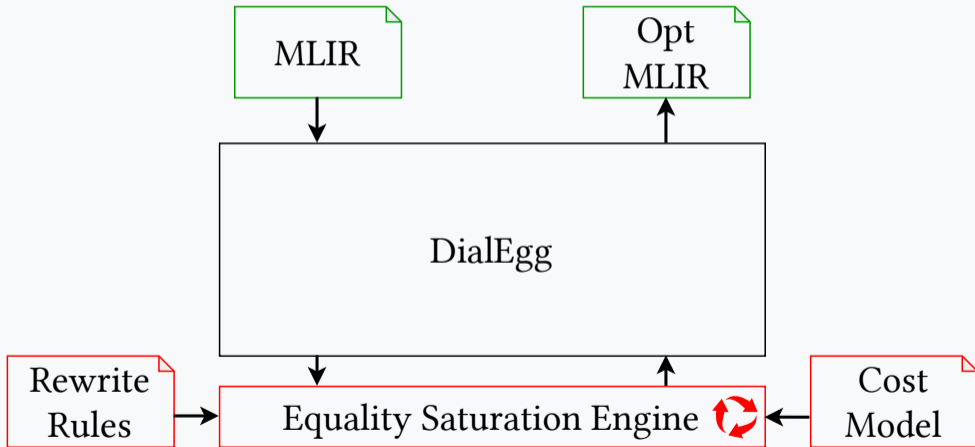 MLIR
Opt
MLIR
DialEgg
Rewrite
Rules
Equality Saturation Engine
Cost
Model